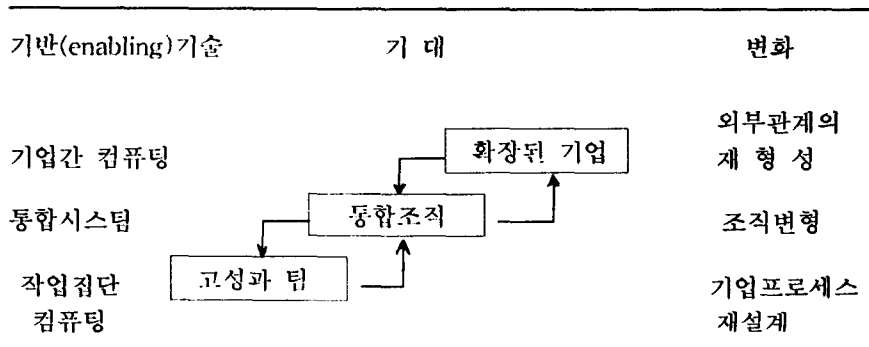 기반(enabling)기술 기 대 변화
외부관계의
기업간 컴퓨팅 확장된 기업 재 형 성
통합시스팀 통합조직 조직변형
작업집단 고성과 팀 기업프로세스
컴퓨팅 재설계